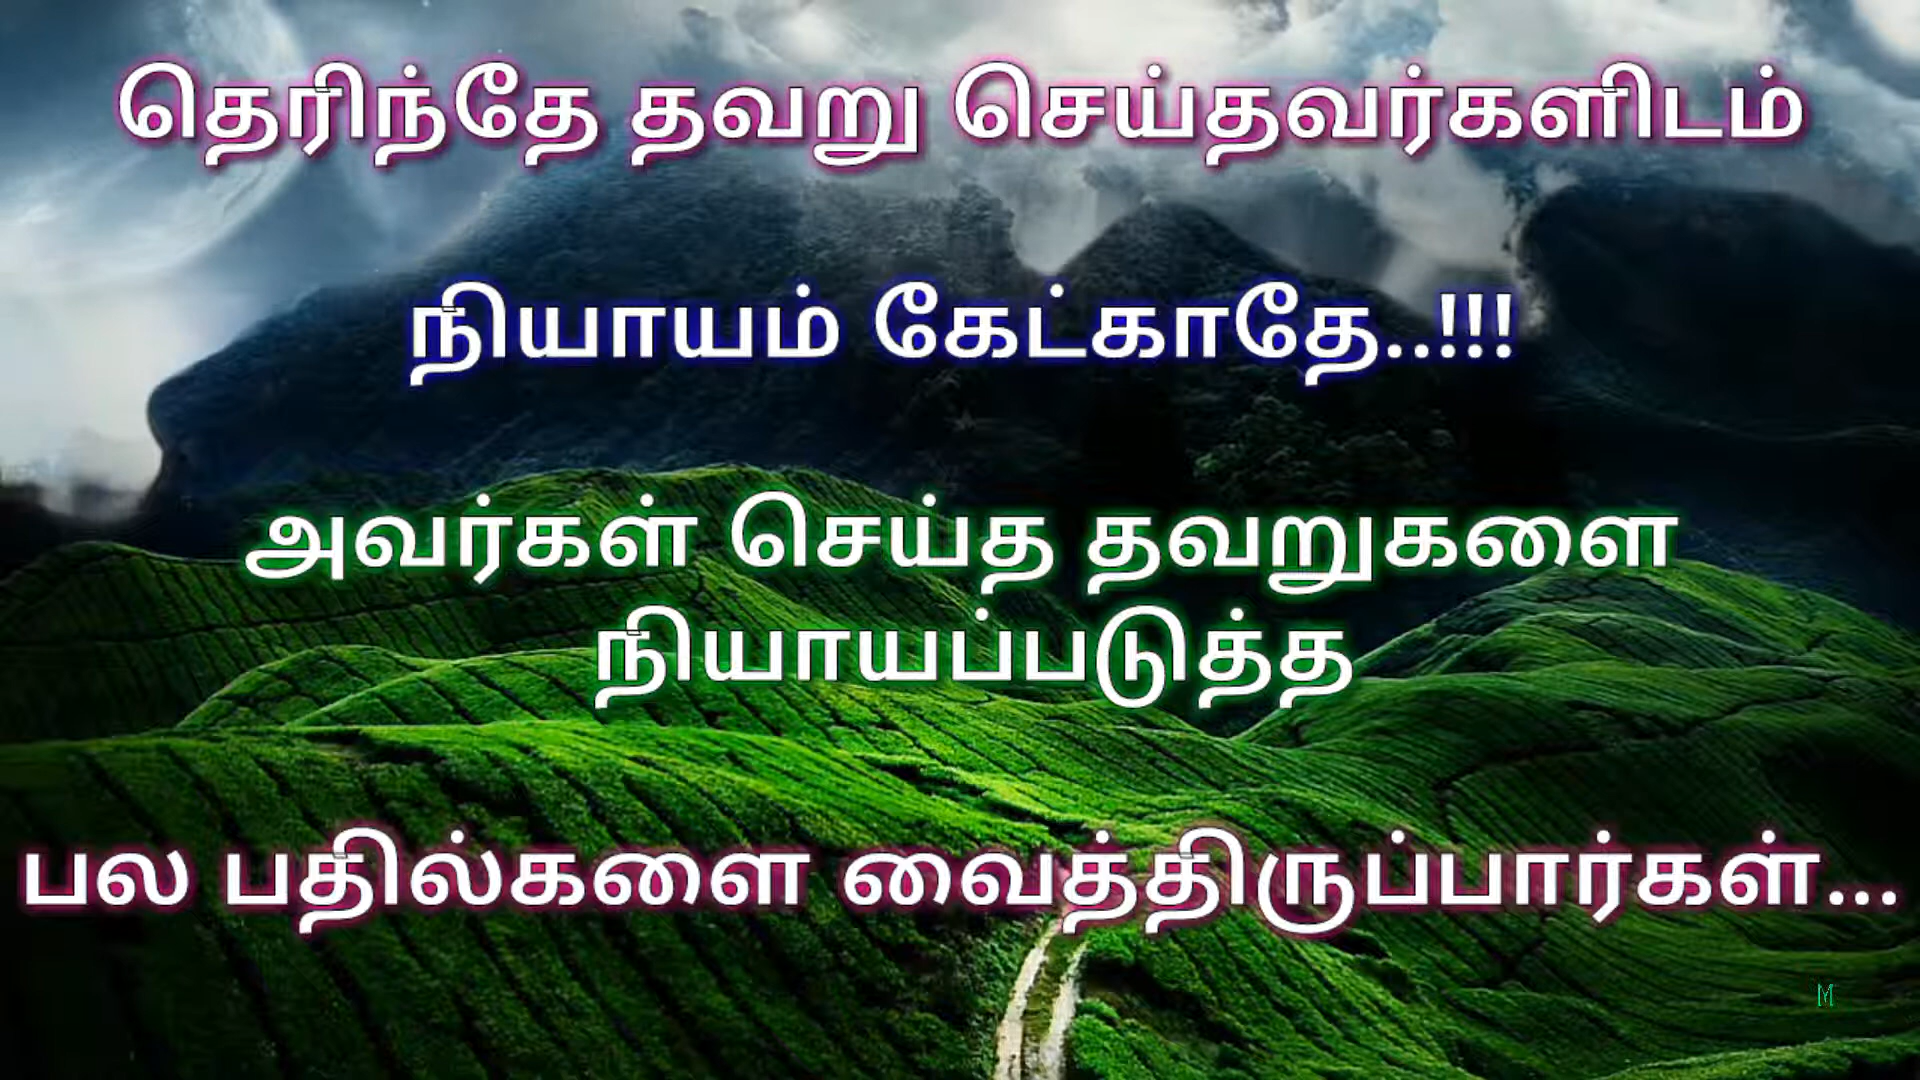 தெரிந்தே தவறு செய்தவர்களிடம்
நியாயம் கேட்காதே..!!!
அவர்கள் செய்த தவறுகளை
நியாயப்படுத்த
பல பதில்களை வைத்திருப்பார்கள்...
M